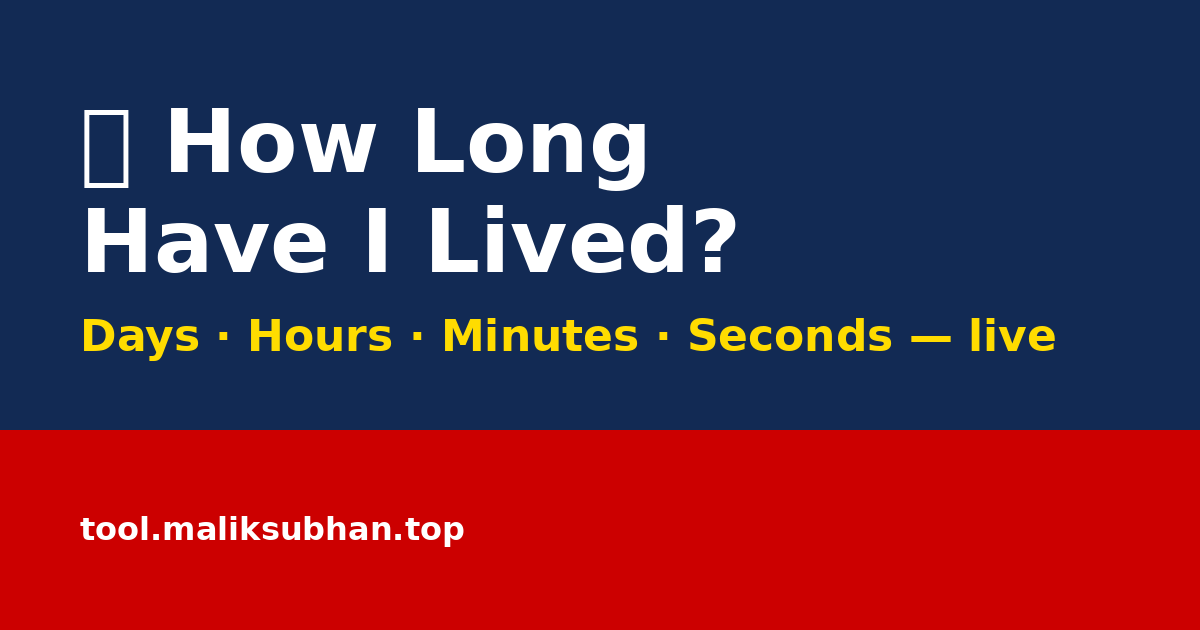 How Long
Have I Lived?
Days · Hours · Minutes · Seconds — live
tool.maliksubhan.top